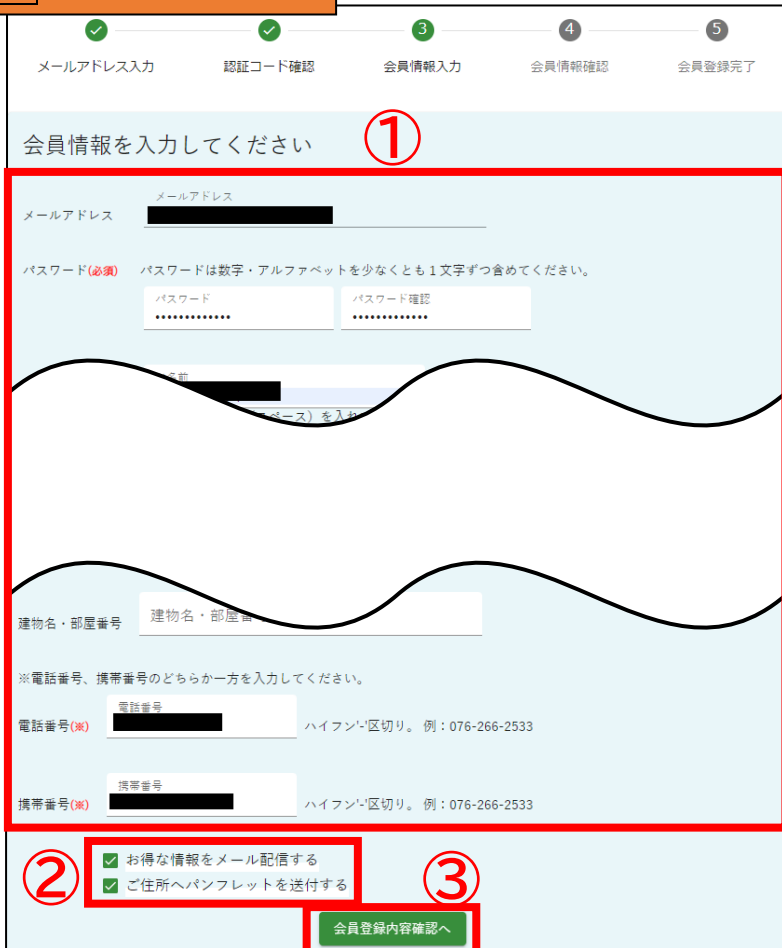 3 4 5
メールアドレス入力 認証コード確認 会員情報入力 会員情報確認 会員登録完了
会員情報を入力してください ①
メールアドレス
メールアドレス
パスワード(必須) パスワードは数字・アルファベットを少なくとも1文字ずつ含めてください。
パスワード パスワード確認
••••••••••••• •••••••••••••
名前
ペース）を入れ
建物名・部屋番号 建物名・部屋番
※電話番号、携帯番号のどちらか一方を入力してください。
電話番号
電話番号(※) ハイフン'-'区切り。 例：076-266-2533
携帯番号
携帯番号(※) ハイフン'-'区切り。 例：076-266-2533
② お得な情報をメール配信する
ご住所へパンフレットを送付する ③
会員登録内容確認へ